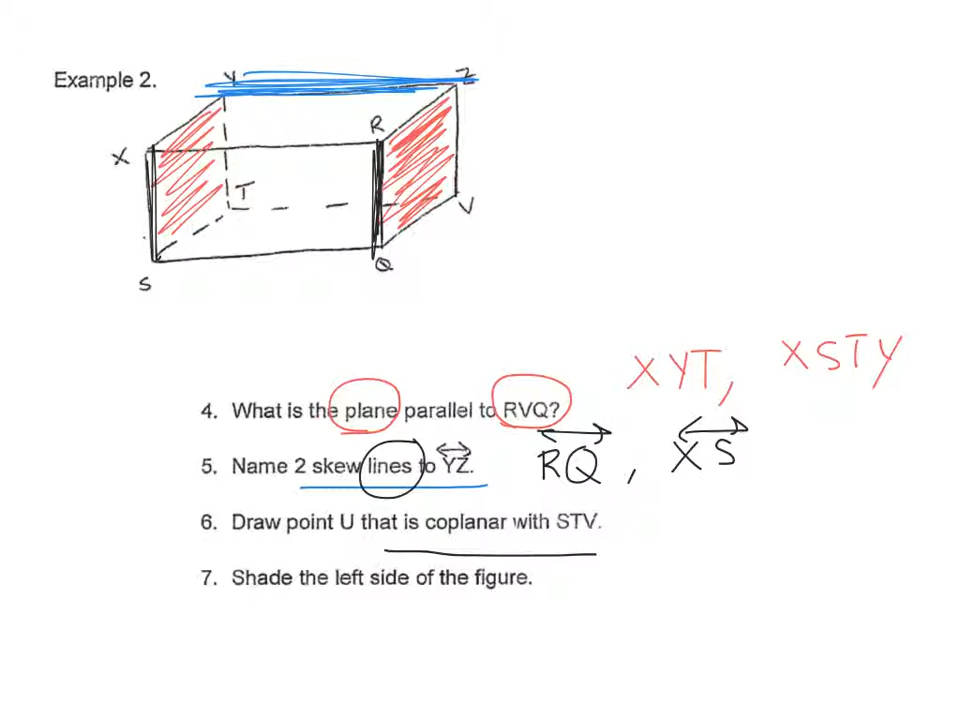 Example 2.
Y
Z
R
X
T
V
Q
S
XYT, XSTY
4. What is the plane parallel to RVQ?
5. Name 2 skew lines to YZ. RQ, XS
6. Draw point U that is coplanar with STV.
7. Shade the left side of the figure.